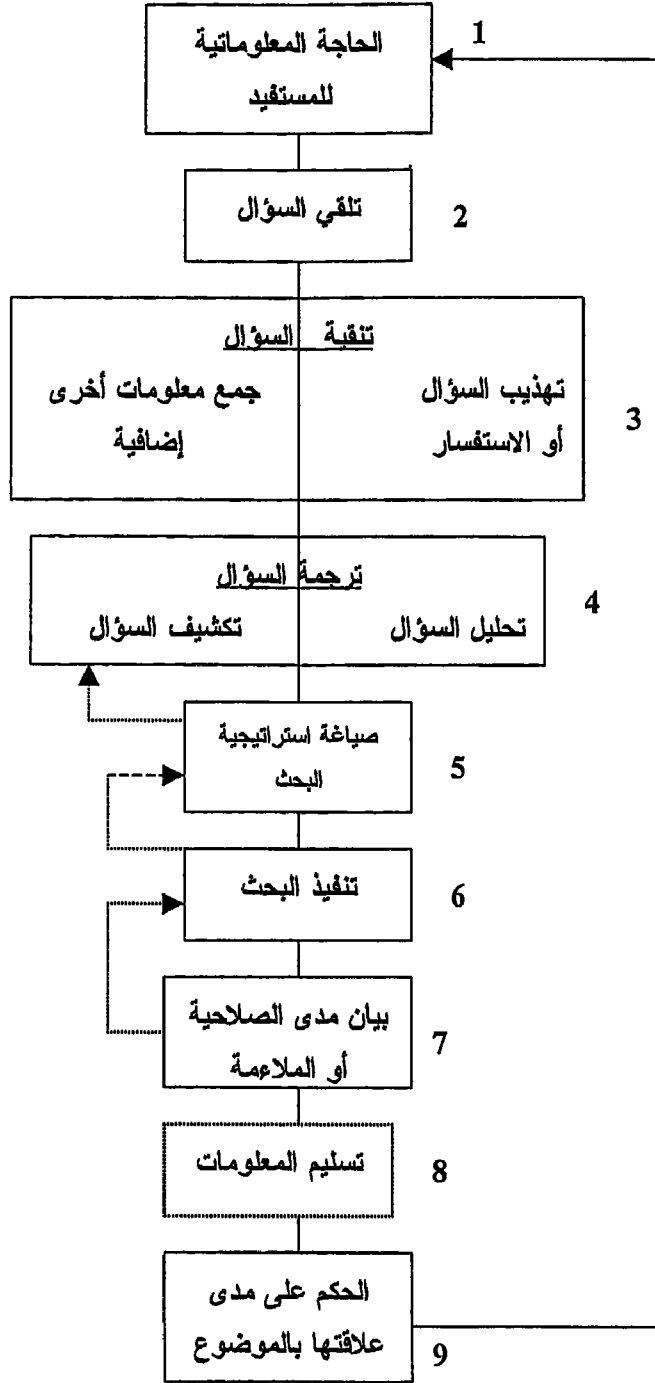 الحاجة المعلوماتية
للمستفيد
1
تلقي السؤال
2
تنقية السؤال
تهذيب السؤال
أو الاستفسار
جمع معلومات أخرى
إضافية
3
ترجمة السؤال
تحليل السؤال
تكشيف السؤال
4
صياغة استراتيجية
البحث
5
تنفيذ البحث
6
بيان مدى الصلاحية
أو الملاءمة
7
تسليم المعلومات
8
الحكم على مدى
علاقتها بالموضوع
9